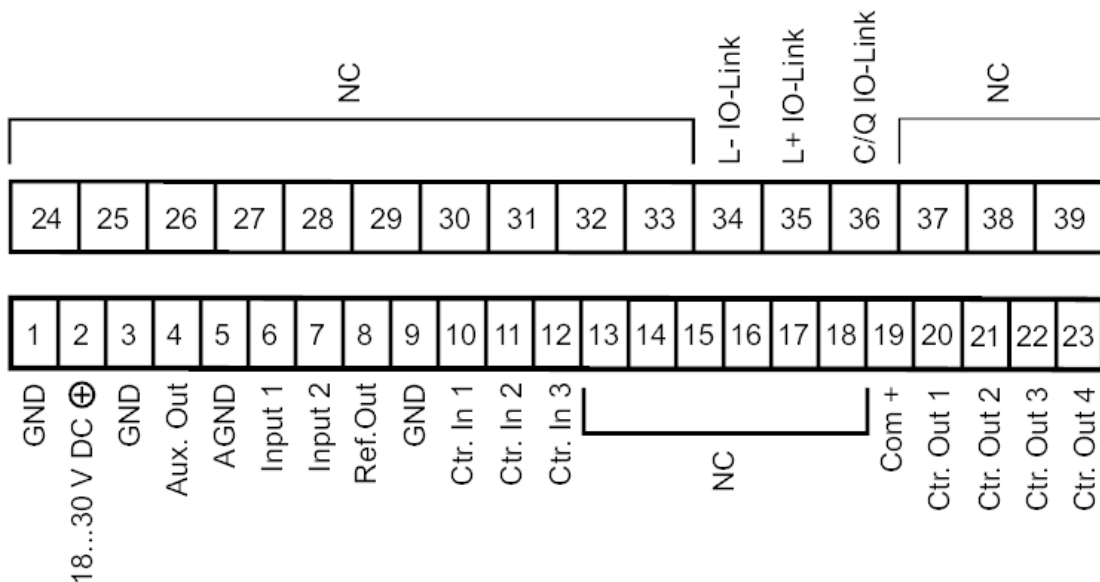 NC
L- IO-Link
L+ IO-Link
C/Q IO-Link
NC
24 25 26 27 28 29 30 31 32 33 34 35 36 37 38 39
1 2 3 4 5 6 7 8 9 10 11 12 13 14 15 16 17 18 19 20 21 22 23
GND
18...30 V DC ⊕
GND
Aux. Out
AGND
Input 1
Input 2
Ref.Out
GND
Ctr. In 1
Ctr. In 2
Ctr. In 3
NC
Com +
Ctr. Out 1
Ctr. Out 2
Ctr. Out 3
Ctr. Out 4